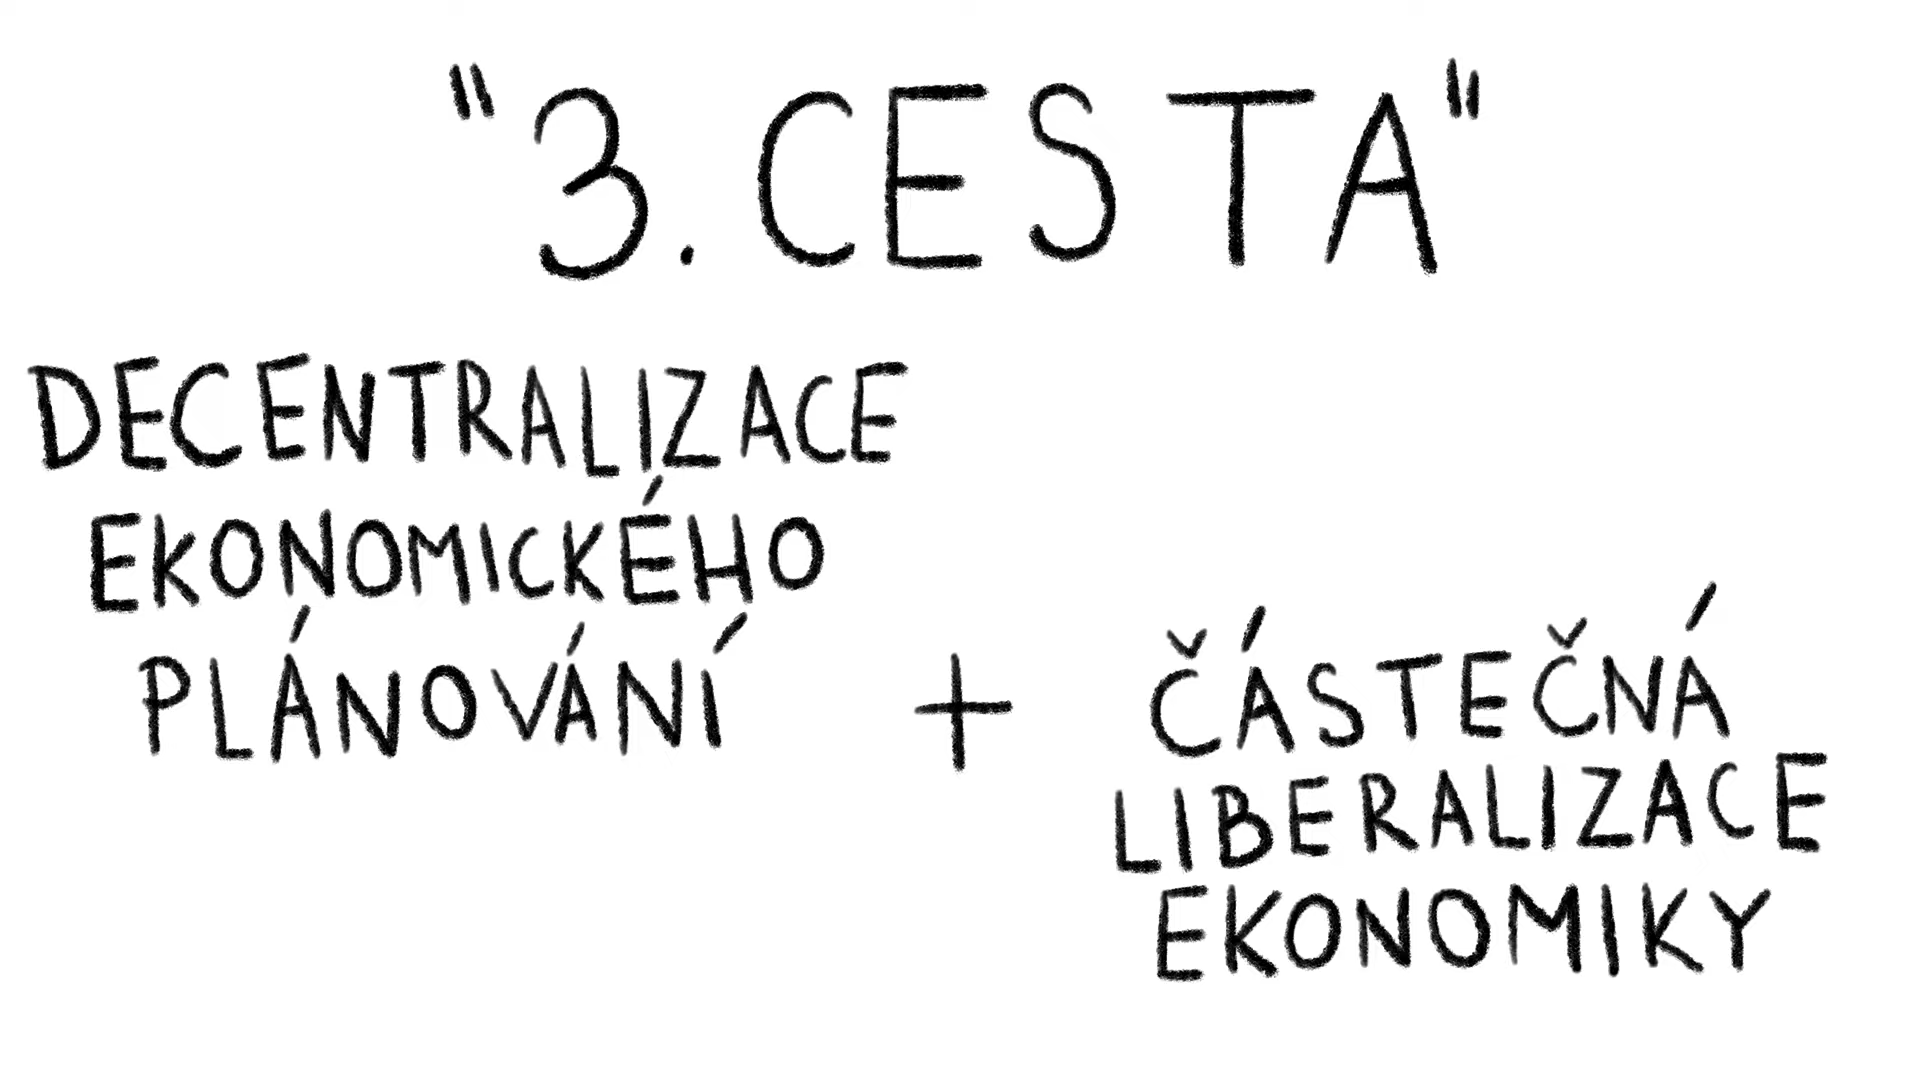 "3. CESTA"
DECENTRALIZACE
EKONOMICKÉHO
PLÁNOVÁNÍ
+
ČÁSTEČNÁ
LIBERALIZACE
EKONOMIKY